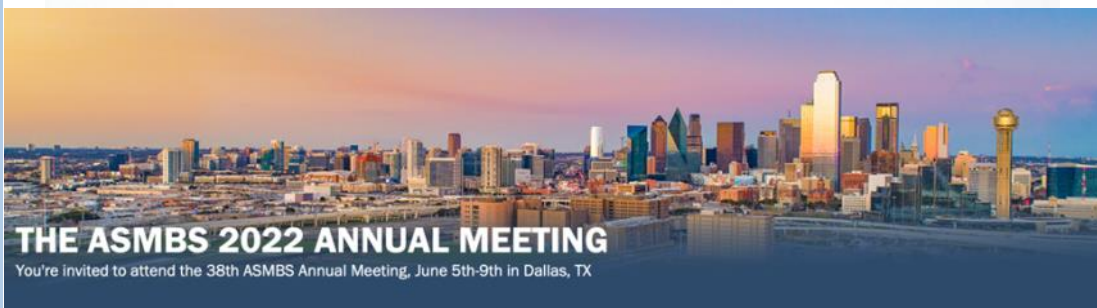 THE ASMBS 2022 ANNUAL MEETING
You're invited to attend the 38th ASMBS Annual Meeting, June 5th-9th in Dallas, TX